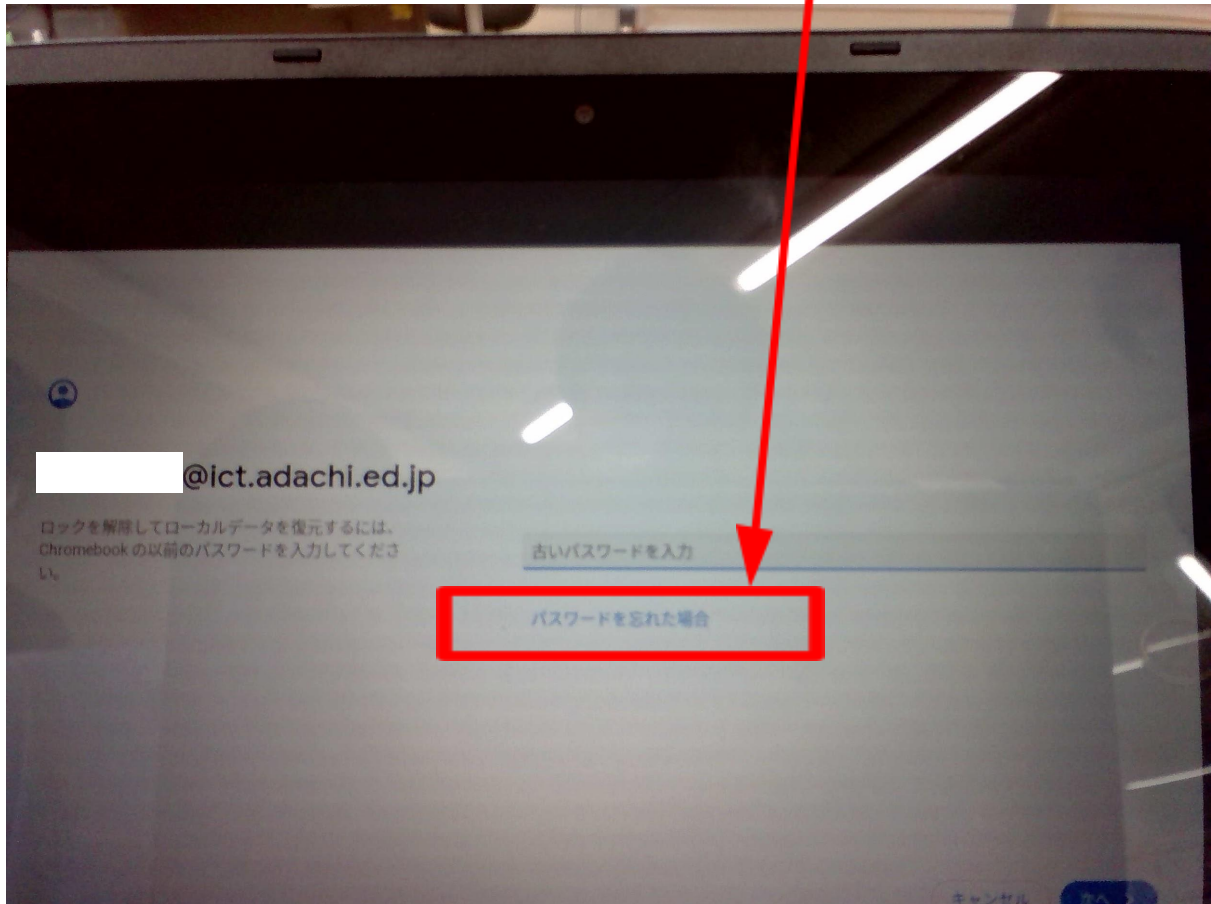 @ict.adachi.ed.jp
ロックを解除してローカルデータを復元するには、
Chromebook の以前のパスワードを入力してくださ
い。
古いパスワードを入力
パスワードを忘れた場合
キャンセル
次へ